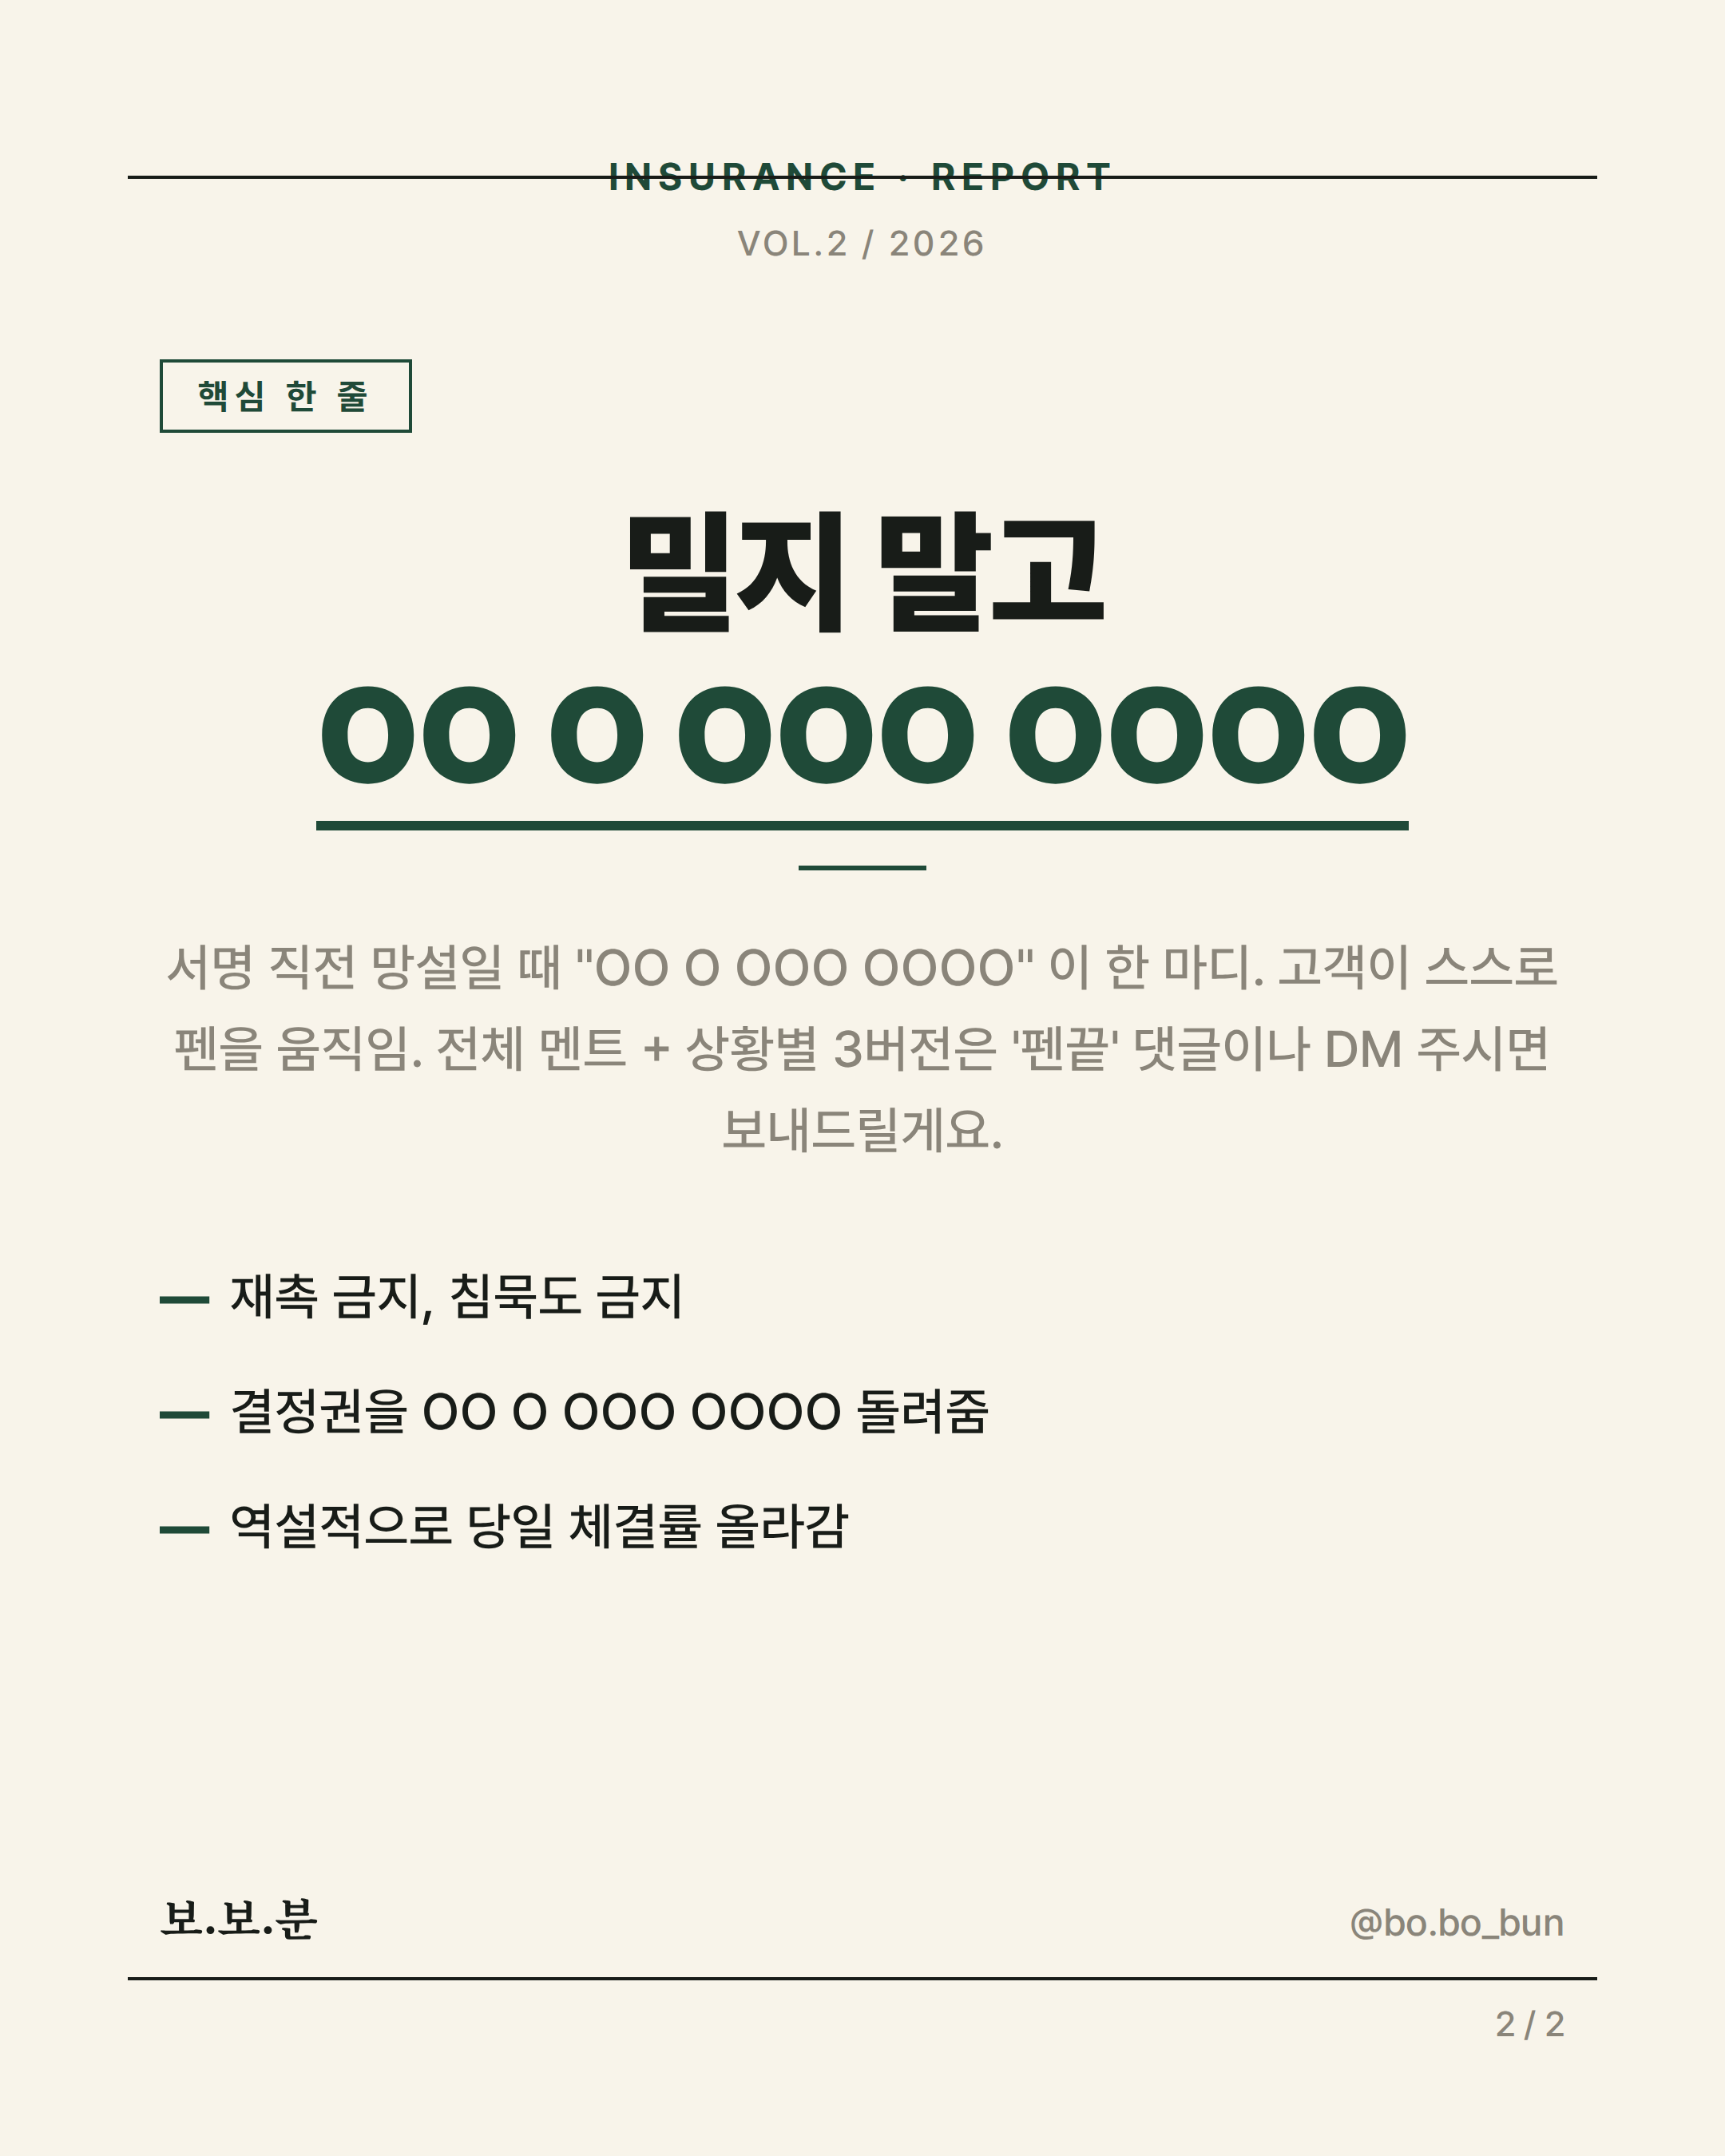 INSURANCE · REPORT
VOL.2 / 2026
핵심 한 줄
밀지 말고
OO O OOO OOOO
서명 직전 망설일 때 "OO O OOO OOOO" 이 한 마디. 고객이 스스로
펜을 움직임. 전체 멘트 + 상황별 3버전은 '펜끝' 댓글이나 DM 주시면
보내드릴게요.
— 재촉 금지, 침묵도 금지
— 결정권을 OO O OOO OOOO 돌려줌
— 역설적으로 당일 체결률 올라감
보.보.분
@bo.bo_bun
2 / 2